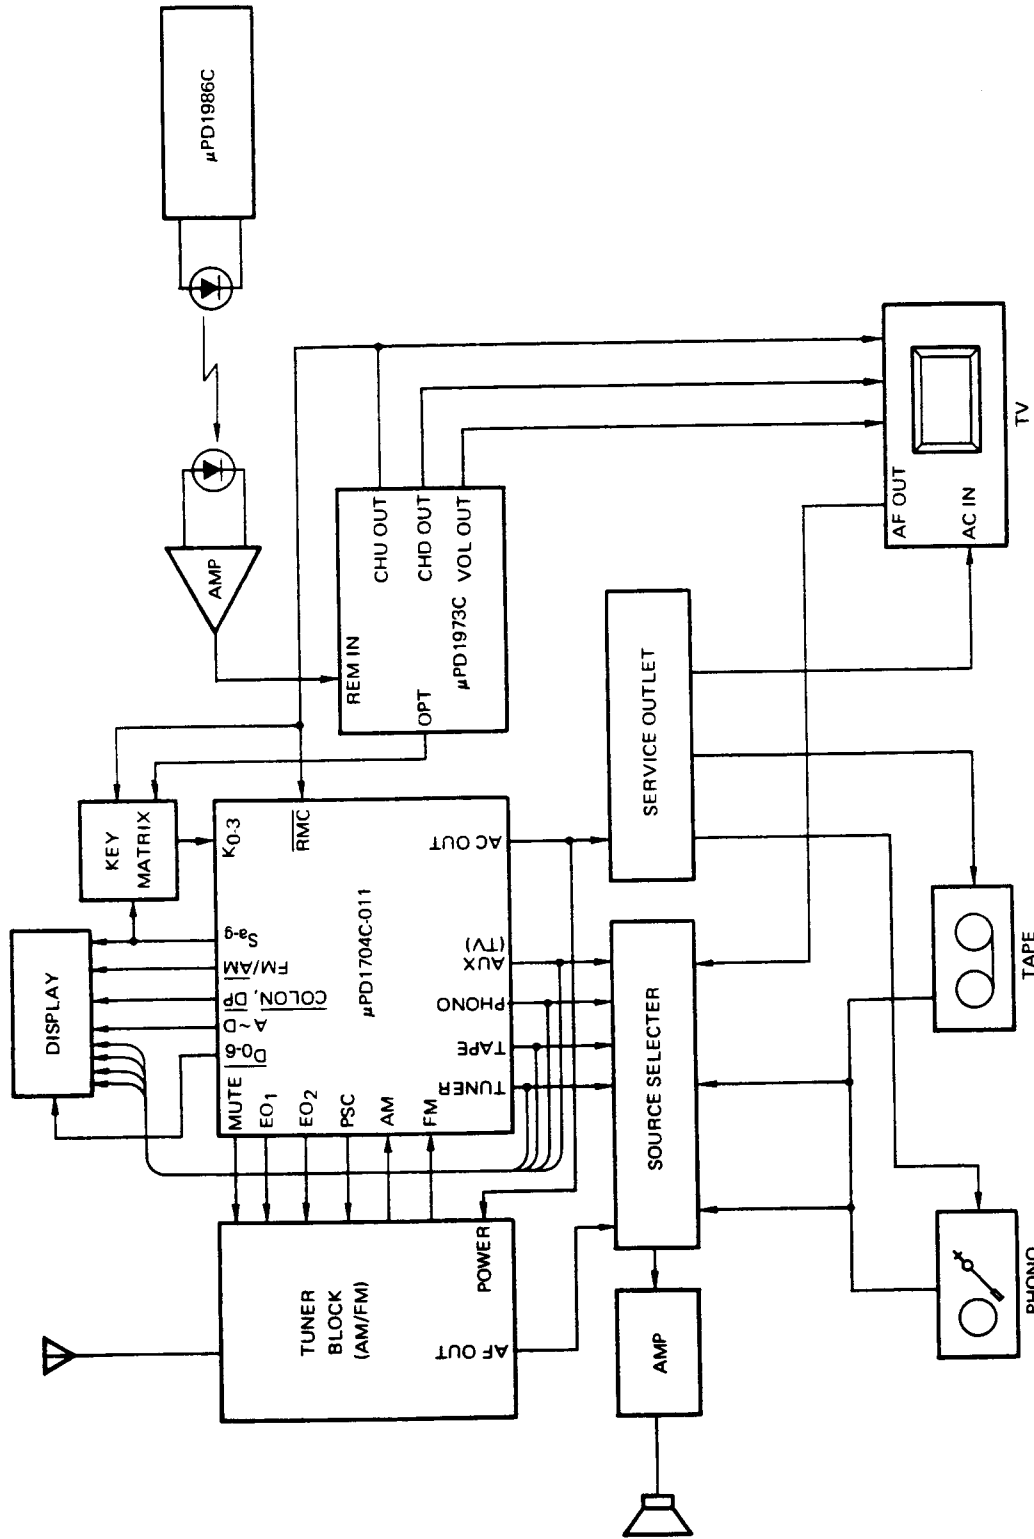 μPD1986C
AMP
REM IN
OPT
CHU OUT
CHD OUT
VOL OUT
μPD1973C
KEY
MATRIX
DISPLAY
K0-3
RMC
Sa-g
FM/AM
COLON, DP
A~D
D0-6
MUTE
EO1
EO2
PSC
AM
FM
μPD1704C-011
AC OUT
AUX
(TV)
PHONO
TAPE
TUNER
TUNER
BLOCK
(AM/FM)
POWER
AF OUT
SERVICE OUTLET
SOURCE SELECTER
AMP
AF OUT
AC IN
TV
TAPE
PHONO